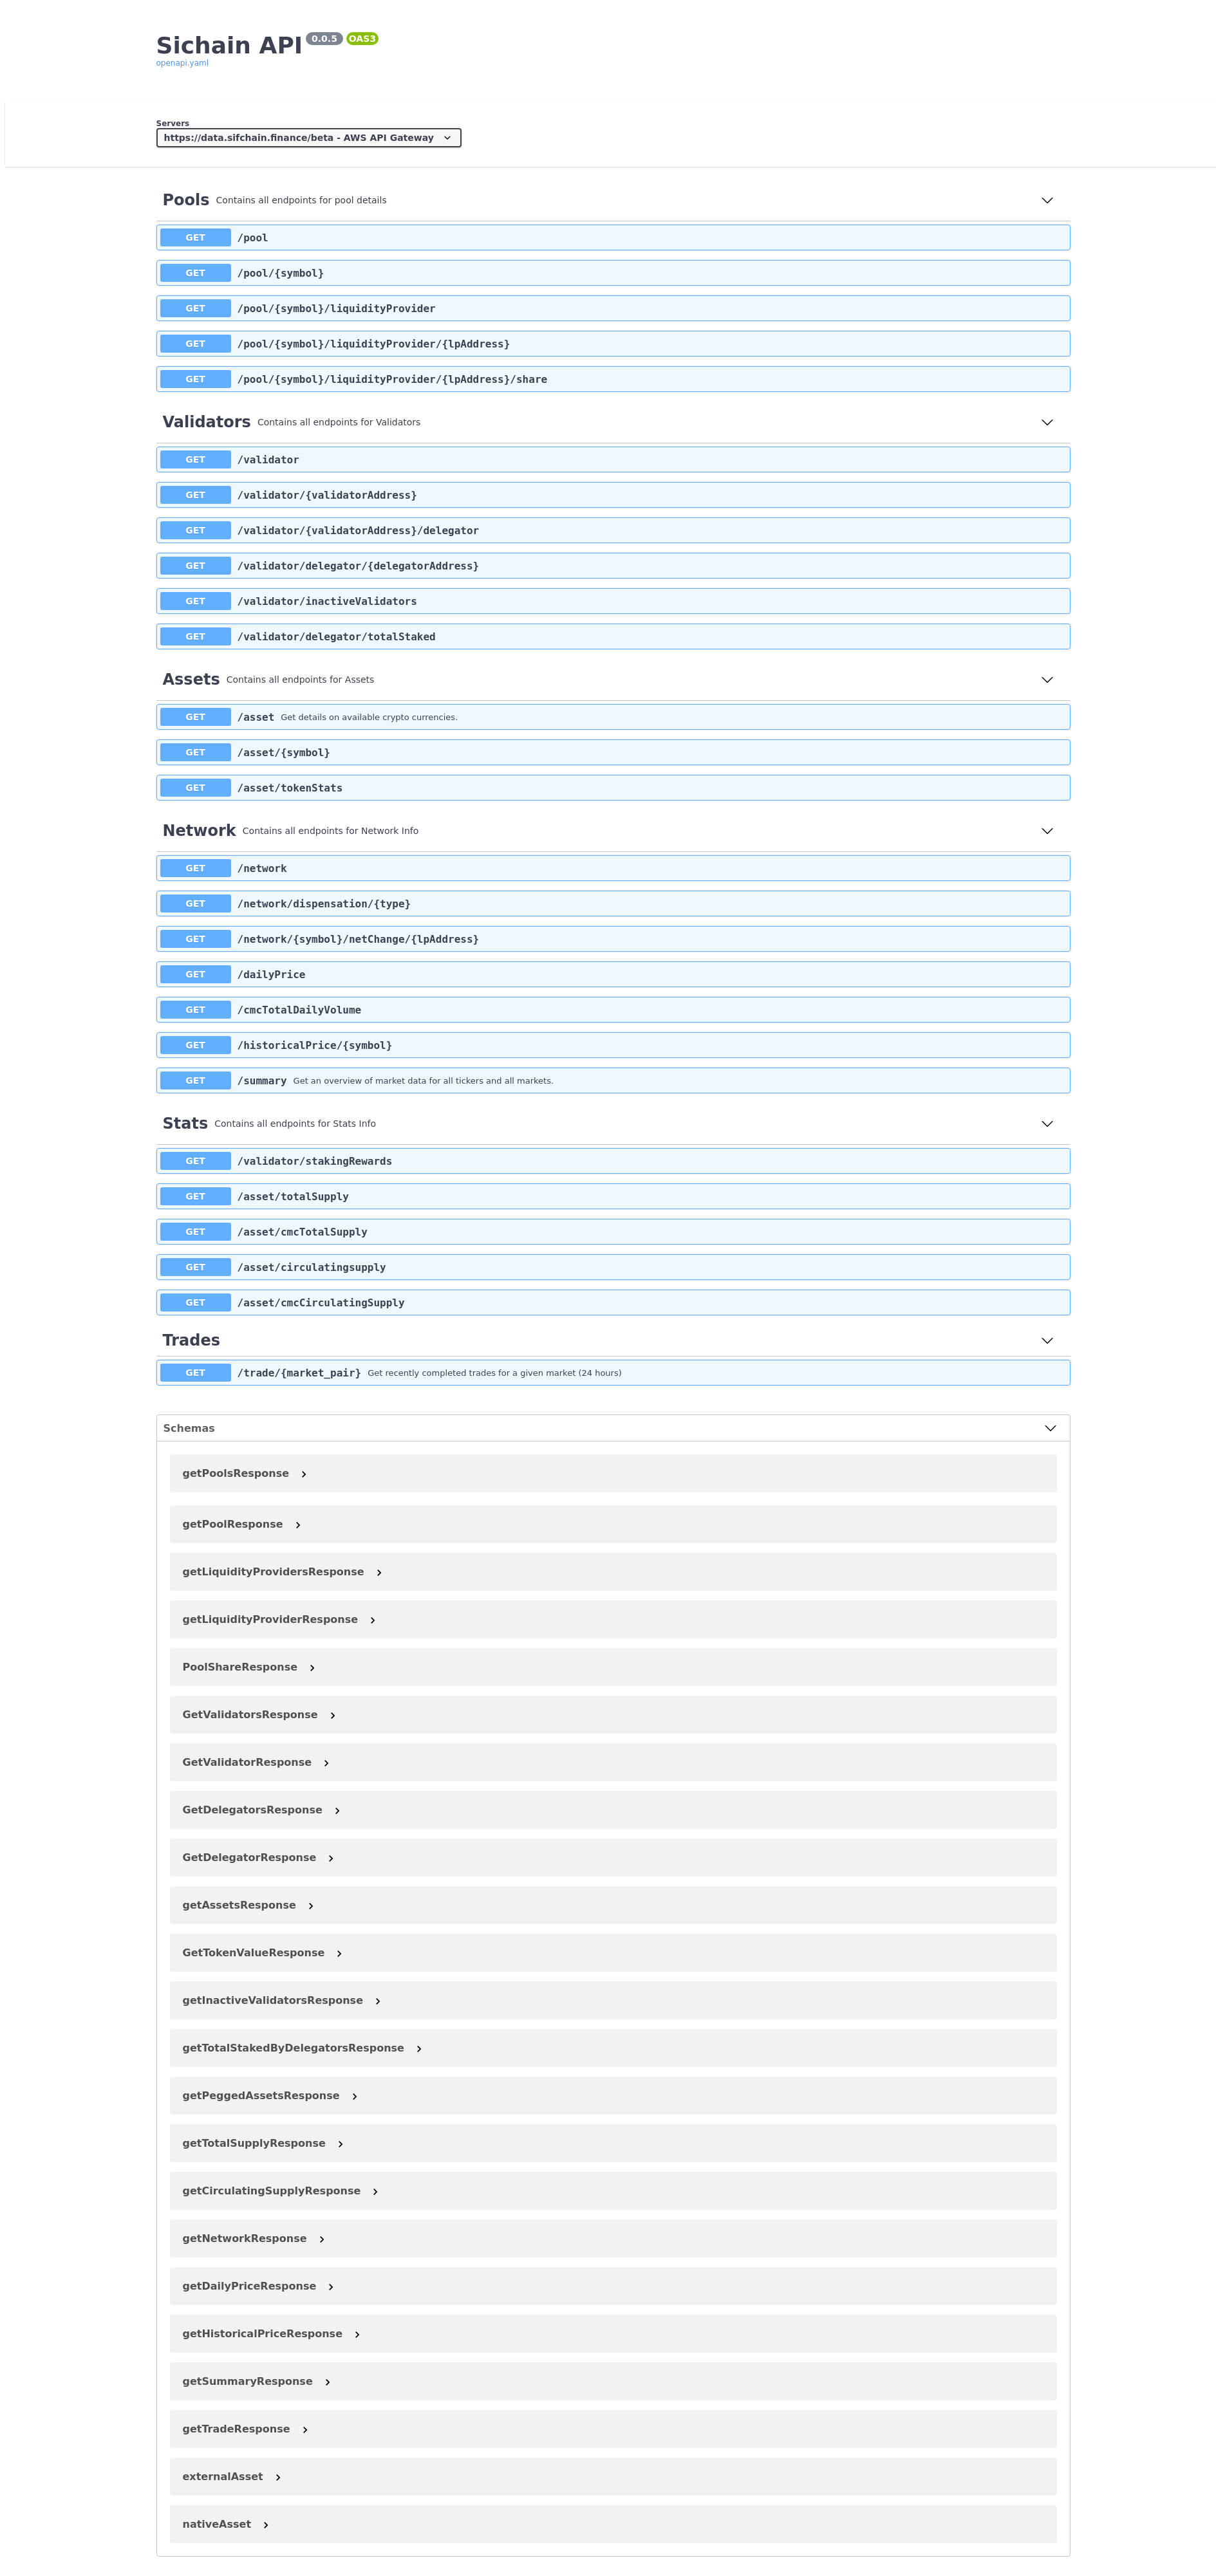 Sichain API 0.0.5 OAS3
openapi.yaml
Servers
https://data.sifchain.finance/beta - AWS API Gateway
Pools Contains all endpoints for pool details
GET /pool
GET /pool/{symbol}
GET /pool/{symbol}/liquidityProvider
GET /pool/{symbol}/liquidityProvider/{lpAddress}
GET /pool/{symbol}/liquidityProvider/{lpAddress}/share
Validators Contains all endpoints for Validators
GET /validator
GET /validator/{validatorAddress}
GET /validator/{validatorAddress}/delegator
GET /validator/delegator/{delegatorAddress}
GET /validator/inactiveValidators
GET /validator/delegator/totalStaked
Assets Contains all endpoints for Assets
GET /asset Get details on available crypto currencies.
GET /asset/{symbol}
GET /asset/tokenStats
Network Contains all endpoints for Network Info
GET /network
GET /network/dispensation/{type}
GET /network/{symbol}/netChange/{lpAddress}
GET /dailyPrice
GET /cmcTotalDailyVolume
GET /historicalPrice/{symbol}
GET /summary Get an overview of market data for all tickers and all markets.
Stats Contains all endpoints for Stats Info
GET /validator/stakingRewards
GET /asset/totalSupply
GET /asset/cmcTotalSupply
GET /asset/circulatingsupply
GET /asset/cmcCirculatingSupply
Trades
GET /trade/{market_pair} Get recently completed trades for a given market (24 hours)
Schemas
getPoolsResponse
getPoolResponse
getLiquidityProvidersResponse
getLiquidityProviderResponse
PoolShareResponse
GetValidatorsResponse
GetValidatorResponse
GetDelegatorsResponse
GetDelegatorResponse
getAssetsResponse
GetTokenValueResponse
getInactiveValidatorsResponse
getTotalStakedByDelegatorsResponse
getPeggedAssetsResponse
getTotalSupplyResponse
getCirculatingSupplyResponse
getNetworkResponse
getDailyPriceResponse
getHistoricalPriceResponse
getSummaryResponse
getTradeResponse
externalAsset
nativeAsset